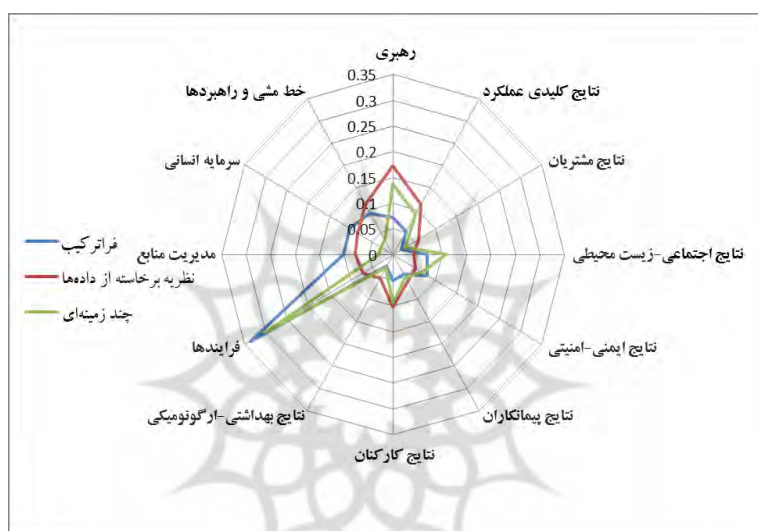 رهبری
نتایج کلیدی عملکرد
نتایج مشتریان
نتایج اجتماعی-زیست محیطی
نتایج ایمنی-امنیتی
نتایج پیمانکاران
نتایج کارکنان
نتایج بهداشتی-ارگونومیکی
فرایندها
مدیریت منابع
سرمایه انسانی
خط مشی و راهبردها
0.35
0.3
0.25
0.2
0.15
0.1
0.05
0
فراترکیب
نظریه برخاسته از داده‌ها
چند زمینه‌ای